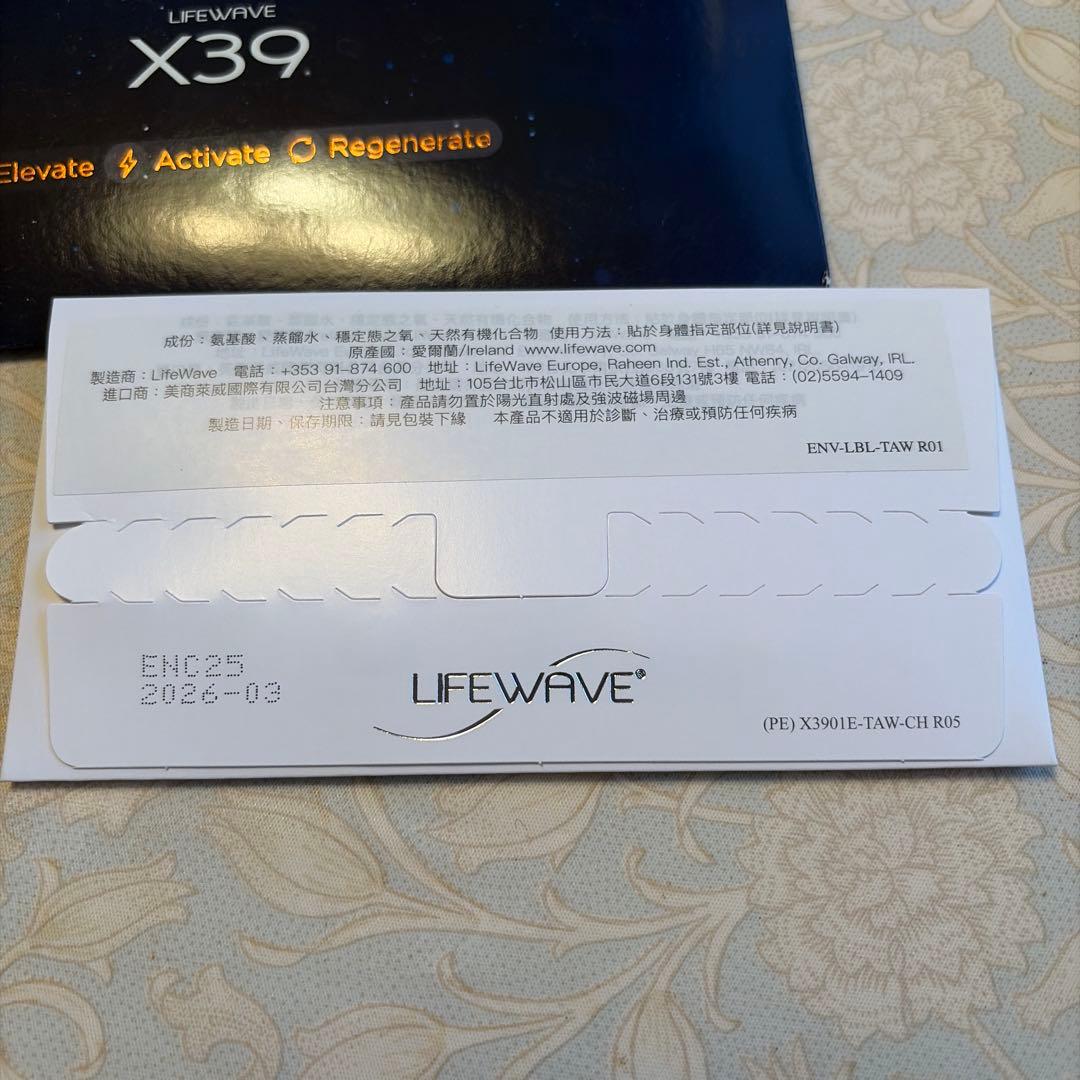 LIFEWAVE
X39
Elevate Activate Regenerate
成份：氨基酸、蒸餾水、穩定態之氧、天然有機化合物 使用方法：貼於身體指定部位(詳見說明書)
原產國：愛爾蘭/Ireland www.lifewave.com
製造商：LifeWave 電話：+353 91-874 600 地址：LifeWave Europe, Raheen Ind. Est., Athenry, Co. Galway, IRL.
進口商：美商萊威國際有限公司台灣分公司 地址：105台北市松山區市民大道6段131號3樓 電話：(02)5594-1409
注意事項：產品請勿置於陽光直射處及強波磁場周邊
製造日期、保存期限：請見包裝下緣 本產品不適用於診斷、治療或預防任何疾病
ENV-LBL-TAW R01
ENC25
2026-03
LIFEWAVE®
(PE) X3901E-TAW-CH R05